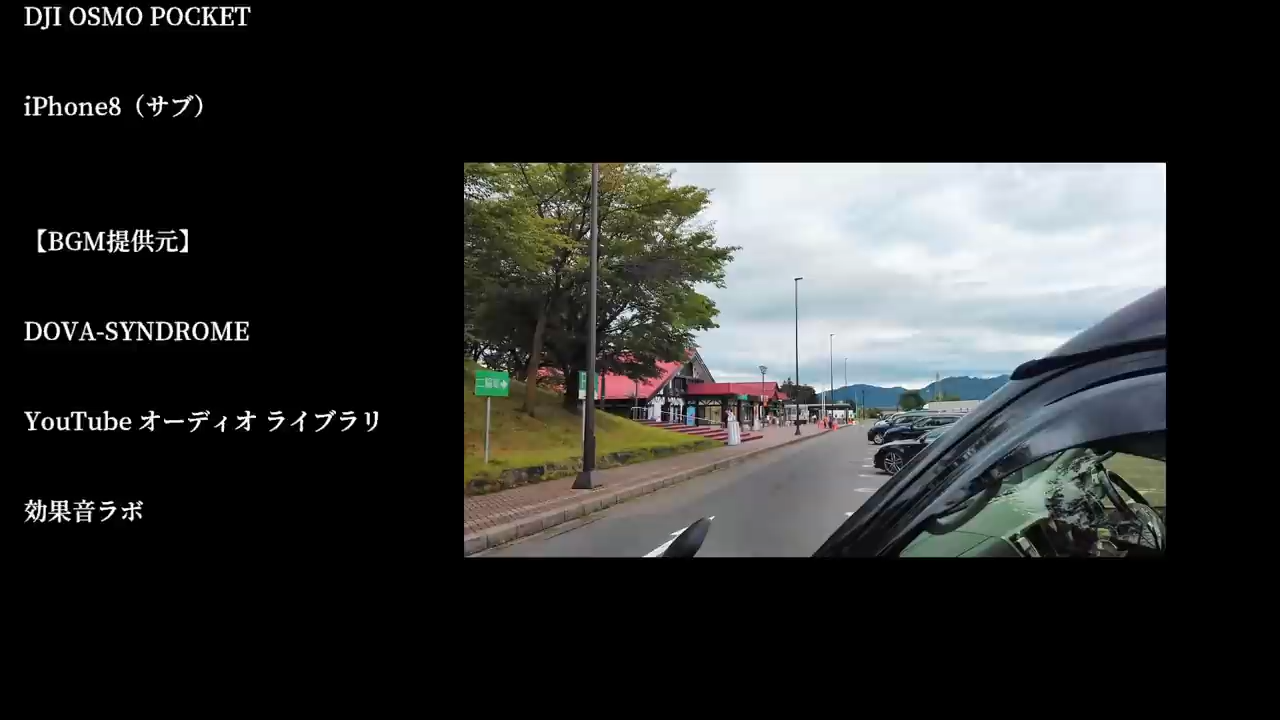 DJI OSMO POCKET
iPhone8（サブ）
【BGM提供元】
DOVA-SYNDROME
YouTube オーディオ ライブラリ
効果音ラボ